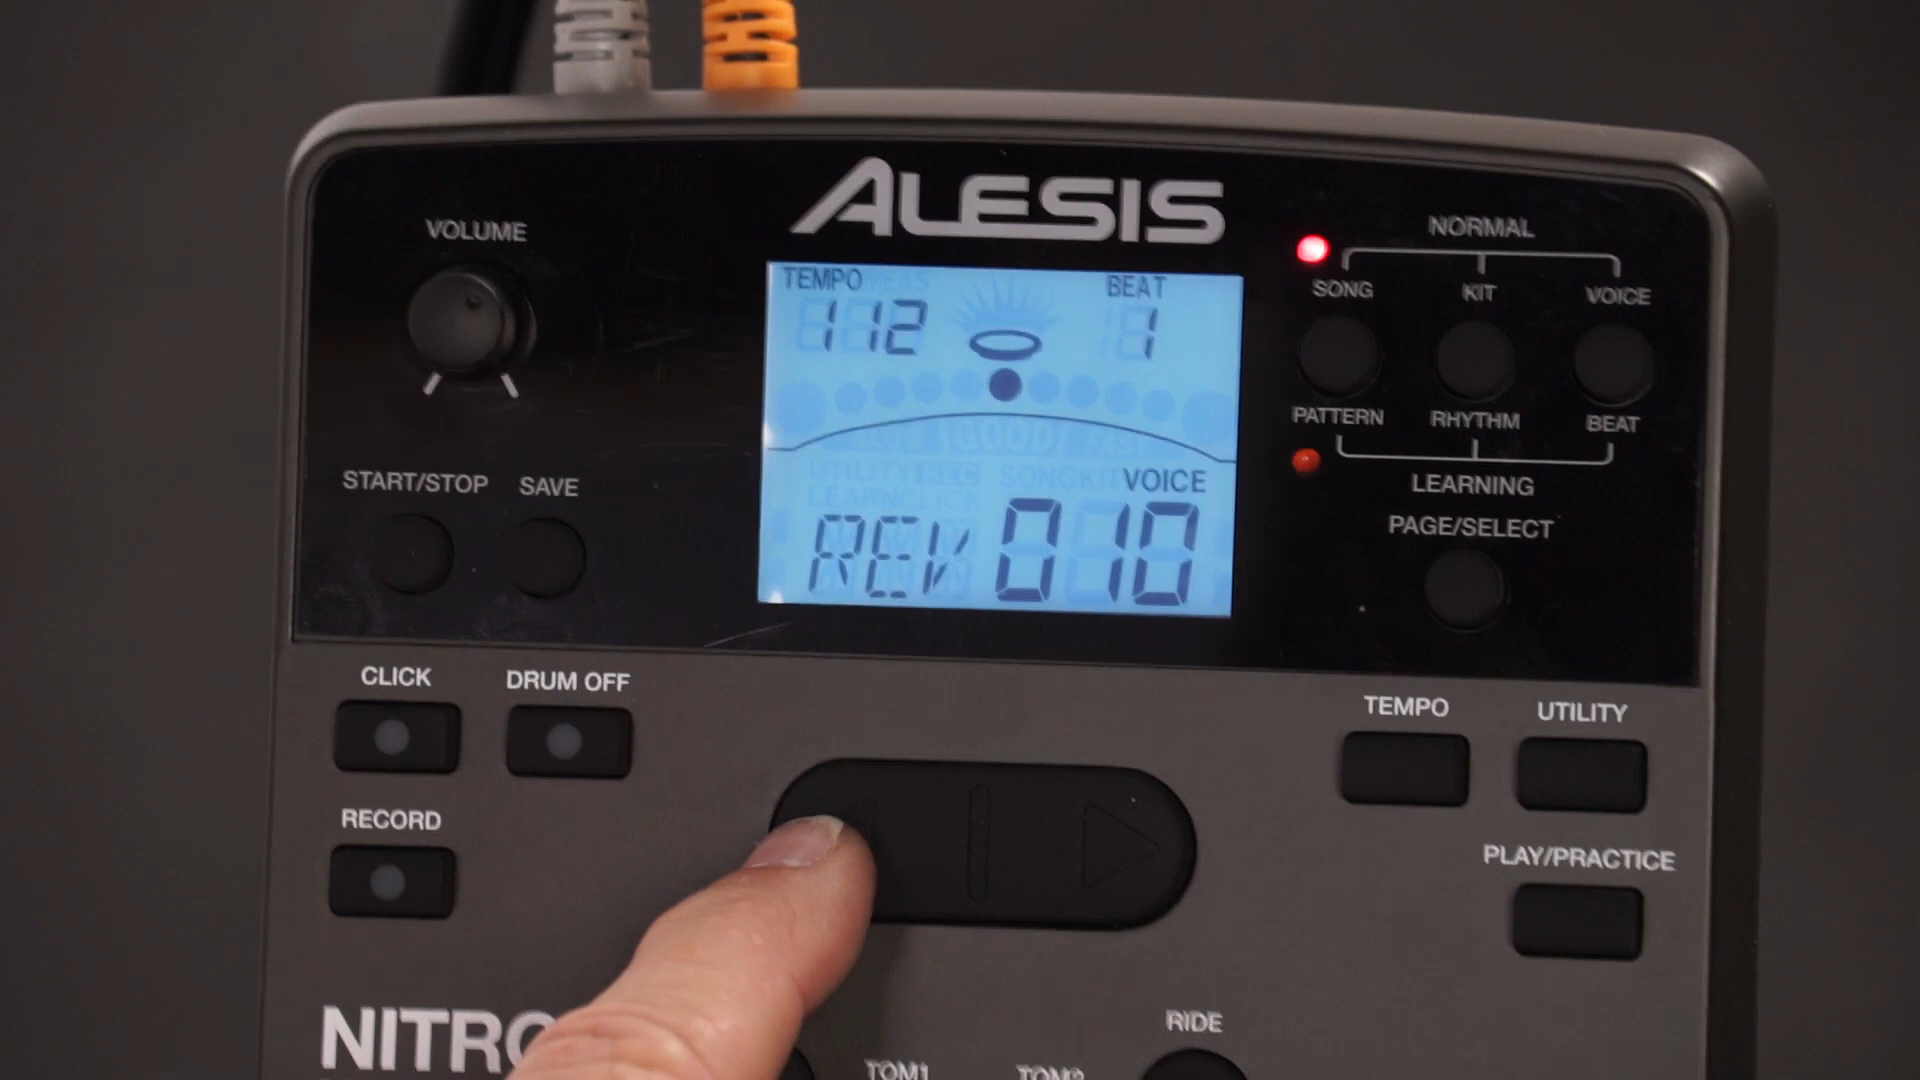 ALESIS
VOLUME
NORMAL
SONG KIT VOICE
TEMPO BEAT
112 1
PATTERN RHYTHM BEAT
LEARNING
START/STOP SAVE
VOICE
REV 010
PAGE/SELECT
CLICK DRUM OFF
TEMPO UTILITY
RECORD
PLAY/PRACTICE
NITRO
RIDE
TOM1 TOM2